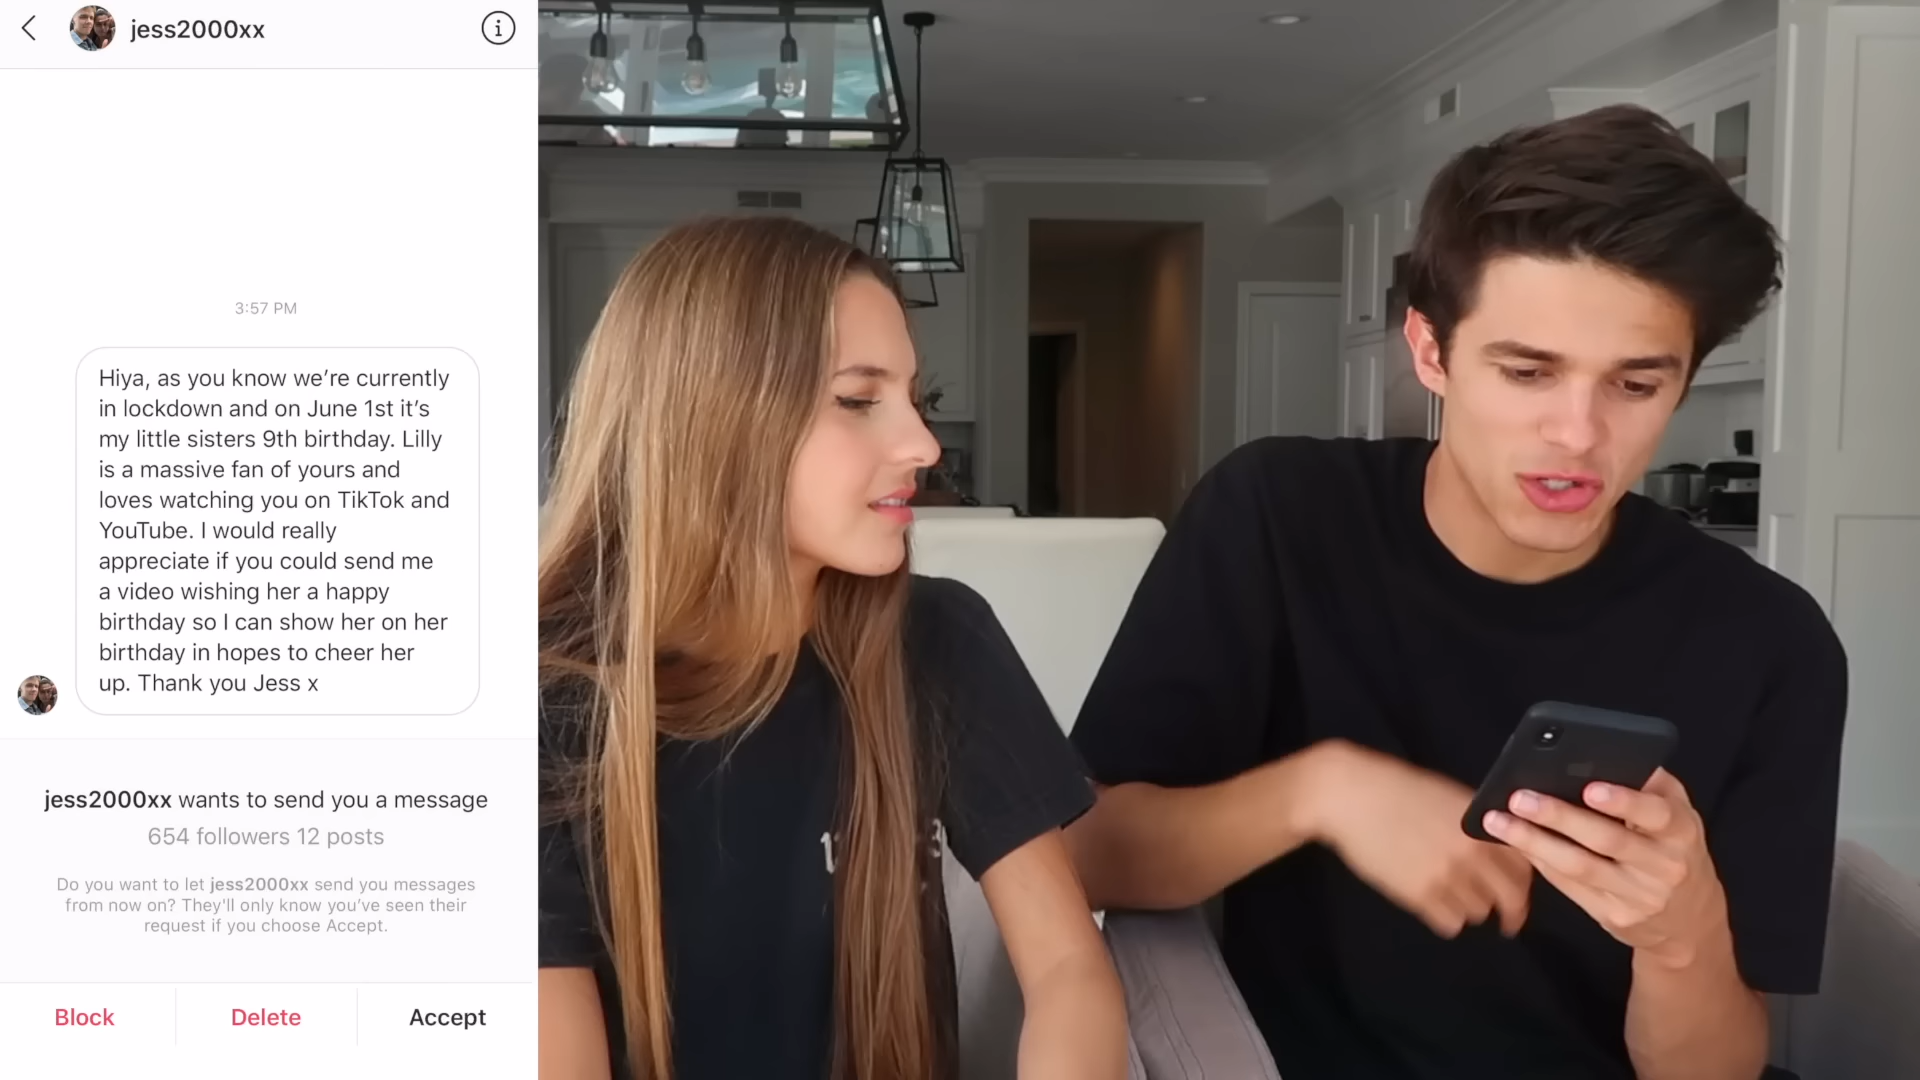 jess2000xx
3:57 PM
Hiya, as you know we’re currently
in lockdown and on June 1st it’s
my little sisters 9th birthday. Lilly
is a massive fan of yours and
loves watching you on TikTok and
YouTube. I would really
appreciate if you could send me
a video wishing her a happy
birthday so I can show her on her
birthday in hopes to cheer her
up. Thank you Jess x
jess2000xx wants to send you a message
654 followers 12 posts
Do you want to let jess2000xx send you messages
from now on? They'll only know you've seen their
request if you choose Accept.
Block
Delete
Accept